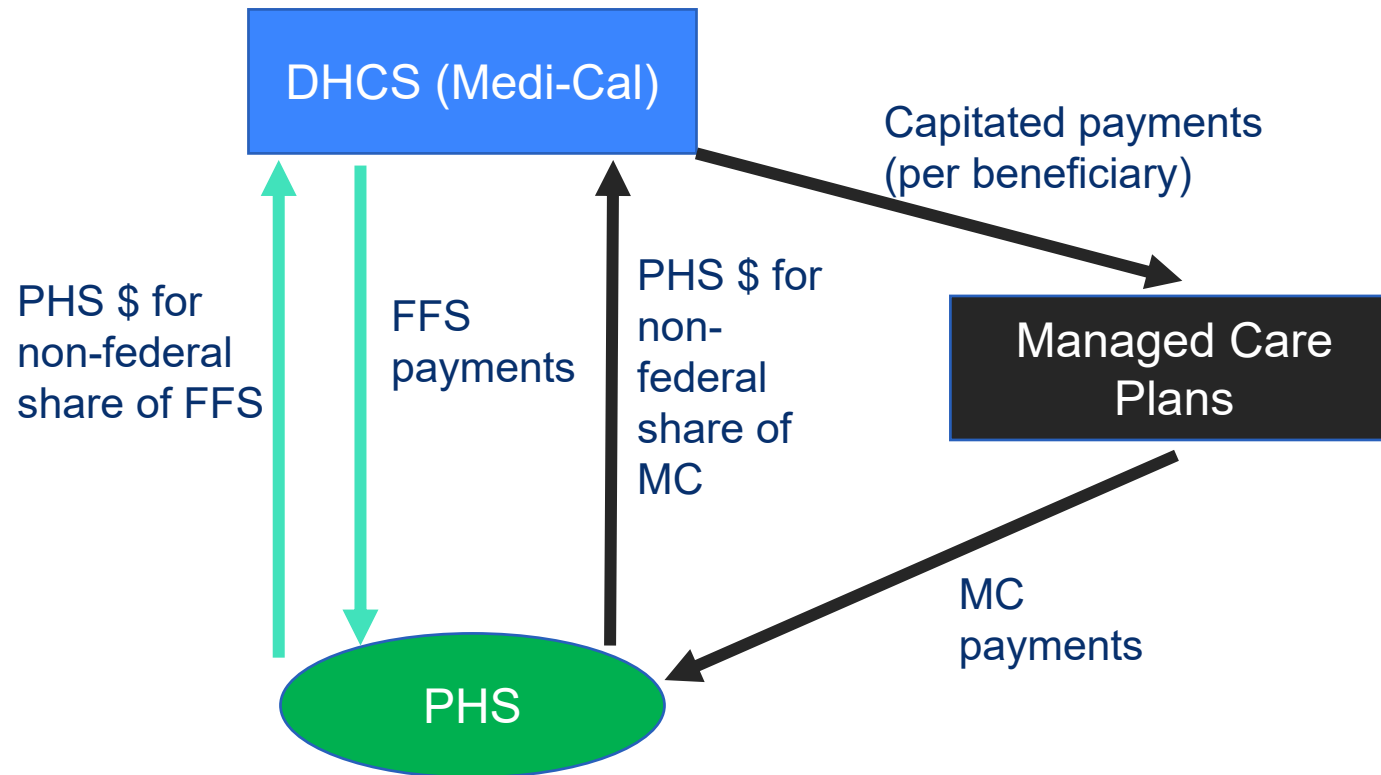 DHCS (Medi-Cal)
Capitated payments
(per beneficiary)
PHS $ for
non-federal
share of FFS
FFS
payments
PHS $ for
non-
federal
share of
MC
Managed Care
Plans
MC
payments
PHS